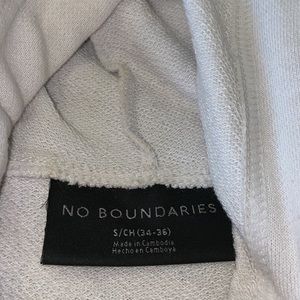 NO BOUNDARIES
S/CH (34-36)
Made in Cambodia
Hecho en Camboya